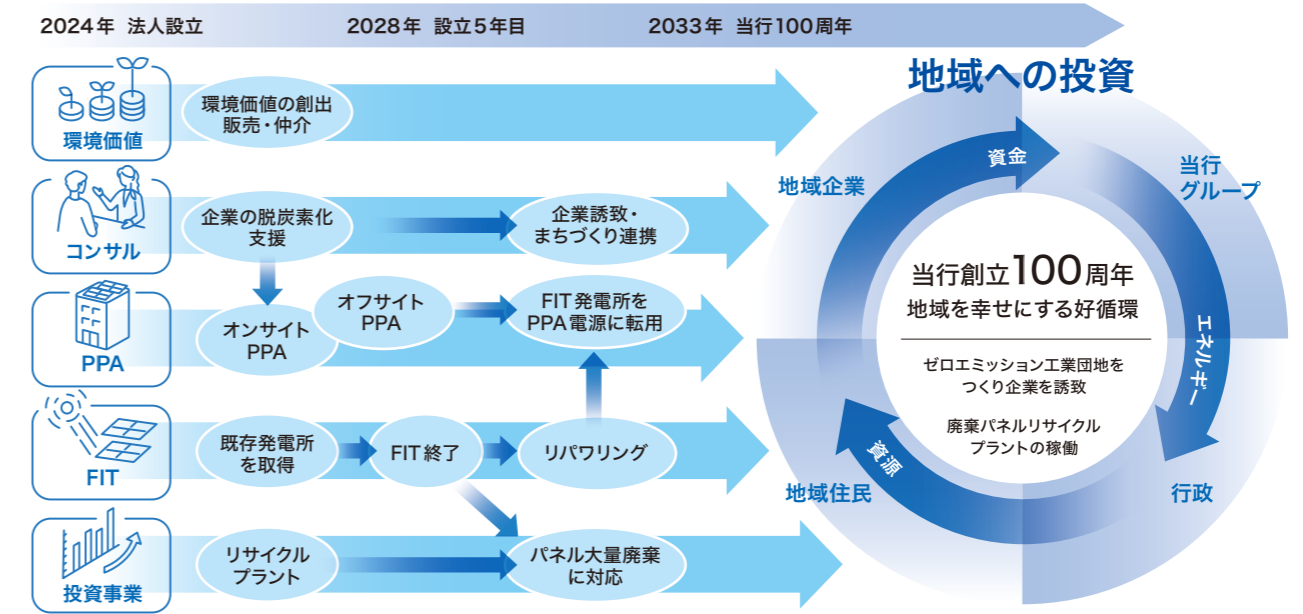 2024年 法人設立
2028年 設立5年目
2033年 当行100周年
環境価値
環境価値の創出
販売・仲介
コンサル
企業の脱炭素化
支援
企業誘致・
まちづくり連携
PPA
オンサイト
PPA
オフサイト
PPA
FIT発電所を
PPA電源に転用
FIT
既存発電所
を取得
FIT終了
リパワリング
投資事業
リサイクル
プラント
パネル大量廃棄
に対応
地域への投資
地域企業
資金
当行
グループ
エネルギー
行政
資源
地域住民
当行創立100周年
地域を幸せにする好循環
ゼロエミッション工業団地を
つくり企業を誘致
廃棄パネルリサイクル
プラントの稼働